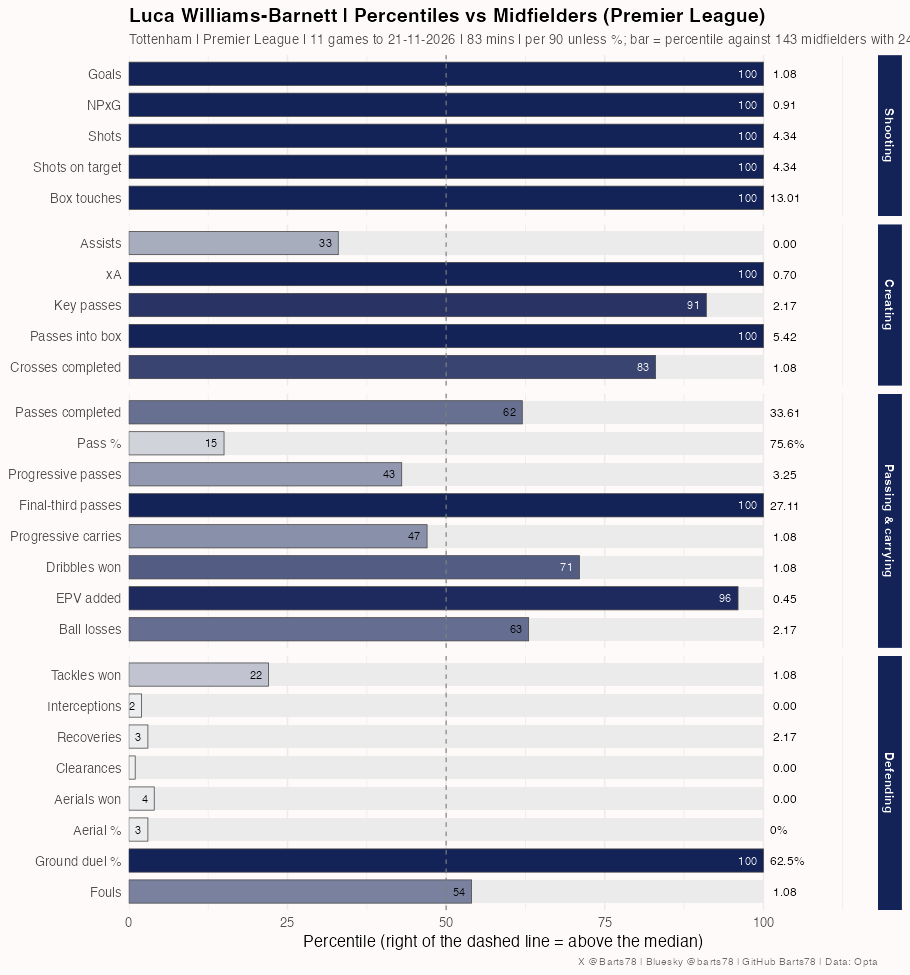 Luca Williams-Barnett | Percentiles vs Midfielders (Premier League)
Tottenham | Premier League | 11 games to 21-11-2026 | 83 mins | per 90 unless %; bar = percentile against 143 midfielders with 24
Goals 100 1.08
NPxG 100 0.91
Shots 100 4.34
Shots on target 100 4.34
Box touches 100 13.01
Shooting
Assists 33 0.00
xA 100 0.70
Key passes 91 2.17
Passes into box 100 5.42
Crosses completed 83 1.08
Creating
Passes completed 62 33.61
Pass % 15 75.6%
Progressive passes 43 3.25
Final-third passes 100 27.11
Progressive carries 47 1.08
Dribbles won 71 1.08
EPV added 96 0.45
Ball losses 63 2.17
Passing & carrying
Tackles won 22 1.08
Interceptions 2 0.00
Recoveries 3 2.17
Clearances 0.00
Aerials won 4 0.00
Aerial % 3 0%
Ground duel % 100 62.5%
Fouls 54 1.08
Defending
0 25 50 75 100
Percentile (right of the dashed line = above the median)
X @Barts78 | Bluesky @barts78 | GitHub Barts78 | Data: Opta